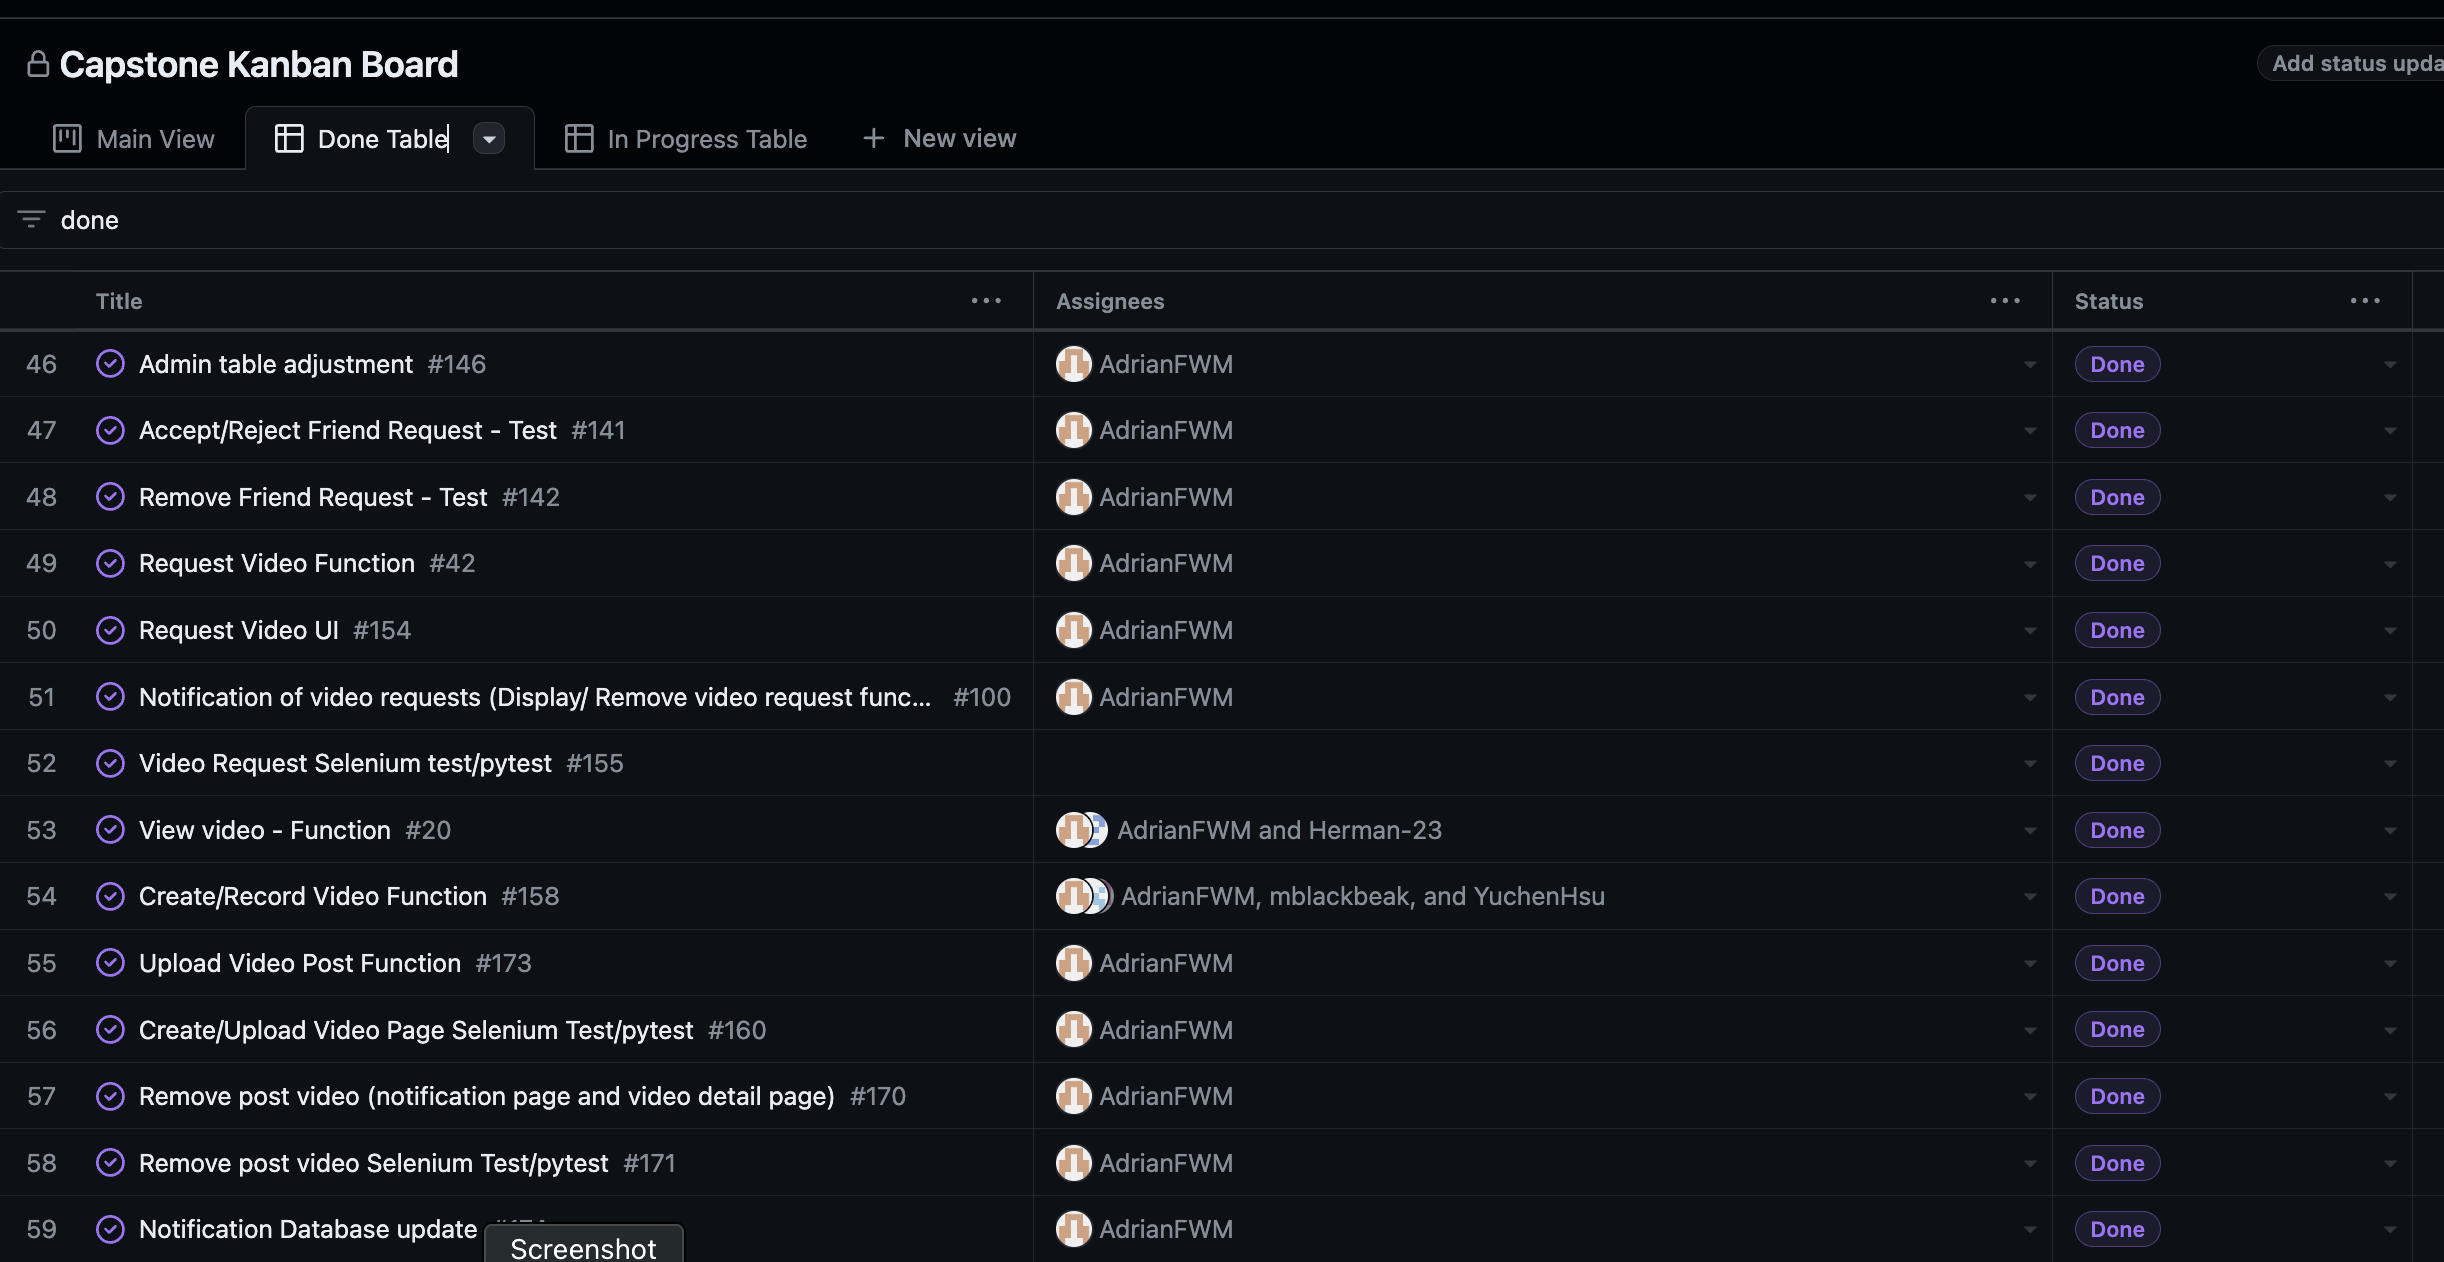 Capstone Kanban Board
Add status upda
Main View
Done Table
In Progress Table
New view
done
Title Assignees Status
46 Admin table adjustment #146 AdrianFWM Done
47 Accept/Reject Friend Request - Test #141 AdrianFWM Done
48 Remove Friend Request - Test #142 AdrianFWM Done
49 Request Video Function #42 AdrianFWM Done
50 Request Video UI #154 AdrianFWM Done
51 Notification of video requests (Display/ Remove video request func... #100 AdrianFWM Done
52 Video Request Selenium test/pytest #155 Done
53 View video - Function #20 AdrianFWM and Herman-23 Done
54 Create/Record Video Function #158 AdrianFWM, mblackbeak, and YuchenHsu Done
55 Upload Video Post Function #173 AdrianFWM Done
56 Create/Upload Video Page Selenium Test/pytest #160 AdrianFWM Done
57 Remove post video (notification page and video detail page) #170 AdrianFWM Done
58 Remove post video Selenium Test/pytest #171 AdrianFWM Done
59 Notification Database update AdrianFWM Done
Screenshot